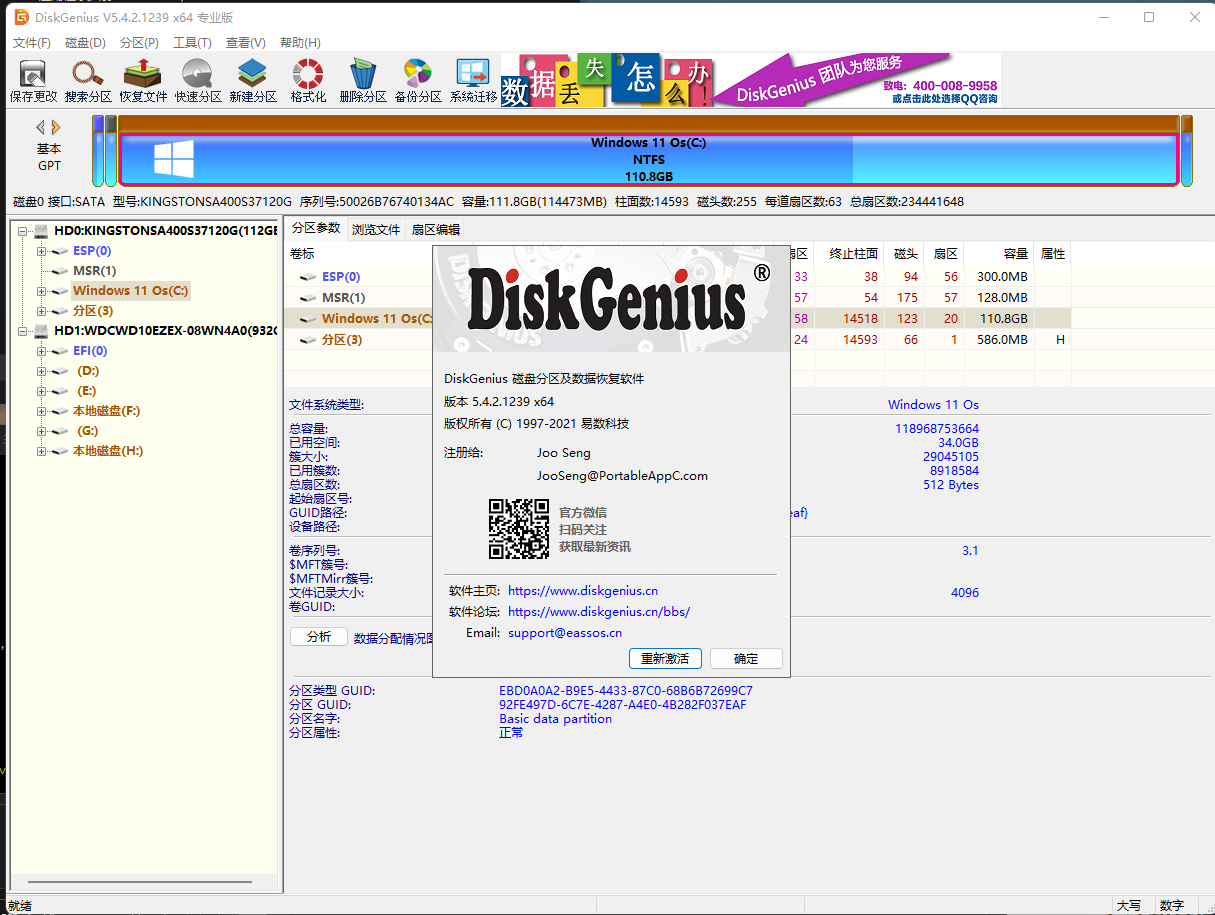 DiskGenius V5.4.2.1239 x64 专业版
文件(F) 磁盘(D) 分区(P) 工具(T) 查看(V) 帮助(H)
保存更改 搜索分区 恢复文件 快速分区 新建分区 格式化 删除分区 备份分区 系统迁移
数据丢失怎么办!
DiskGenius 团队为您服务
致电: 400-008-9958
或点击此处选择QQ咨询
基本
GPT
Windows 11 Os(C:)
NTFS
110.8GB
磁盘0 接口:SATA 型号:KINGSTONSA400S37120G 序列号:50026B76740134AC 容量:111.8GB(114473MB) 柱面数:14593 磁头数:255 每道扇区数:63 总扇区数:234441648
HD0:KINGSTONSA400S37120G(112GB
ESP(0)
MSR(1)
Windows 11 Os(C:)
分区(3)
HD1:WDCWD10EZEX-08WN4A0(932G
EFI(0)
(D:)
(E:)
本地磁盘(F:)
(G:)
本地磁盘(H:)
分区参数 浏览文件 扇区编辑
卷标 扇区 终止柱面 磁头 扇区 容量 属性
ESP(0) 33 38 94 56 300.0MB
MSR(1) 57 54 175 57 128.0MB
Windows 11 Os(C: 58 14518 123 20 110.8GB
分区(3) 24 14593 66 1 586.0MB H
文件系统类型: Windows 11 Os
总容量: 118968753664
已用空间: 34.0GB
簇大小: 29045105
已用簇数: 8918584
总扇区数: 512 Bytes
起始扇区号:
GUID路径: eaf}
设备路径:
卷序列号: 3.1
$MFT簇号:
$MFTMirr簇号:
文件记录大小: 4096
卷GUID:
分析 数据分配情况图
分区类型 GUID: EBD0A0A2-B9E5-4433-87C0-68B6B72699C7
分区 GUID: 92FE497D-6C7E-4287-A4E0-4B282F037EAF
分区名字: Basic data partition
分区属性: 正常
DiskGenius®
DiskGenius 磁盘分区及数据恢复软件
版本 5.4.2.1239 x64
版权所有 (C) 1997-2021 易数科技
注册给: Joo Seng
JooSeng@PortableAppC.com
官方微信
扫码关注
获取最新资讯
软件主页: https://www.diskgenius.cn
软件论坛: https://www.diskgenius.cn/bbs/
Email: support@eassos.cn
重新激活 确定
就绪 大写 数字